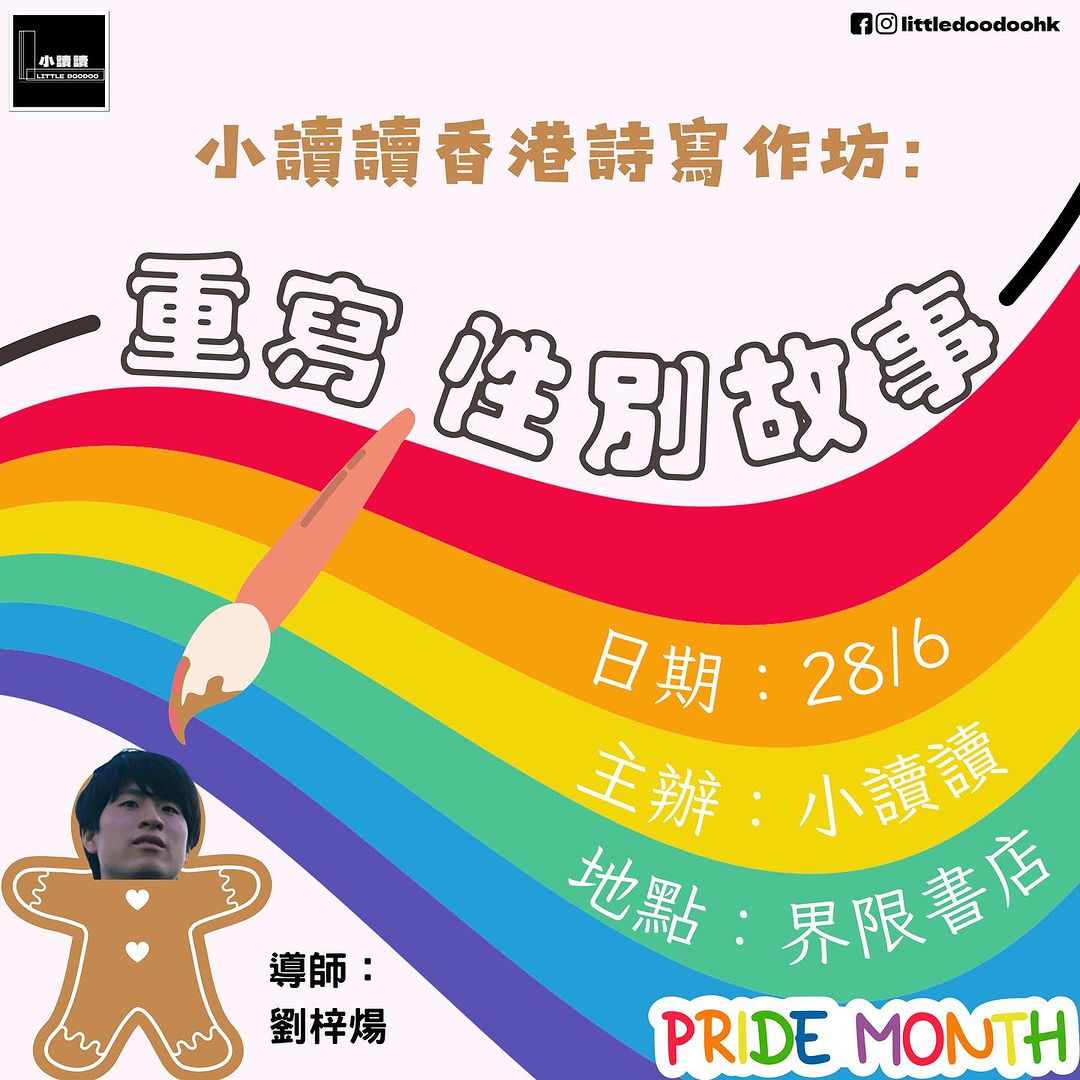 小讀讀
LITTLE DOODOO
littledoodoohk
小讀讀香港詩寫作坊:
重寫 性別故事
日期：28/6
主辦：小讀讀
地點：界限書店
導師：
劉梓煬
PRIDE MONTH